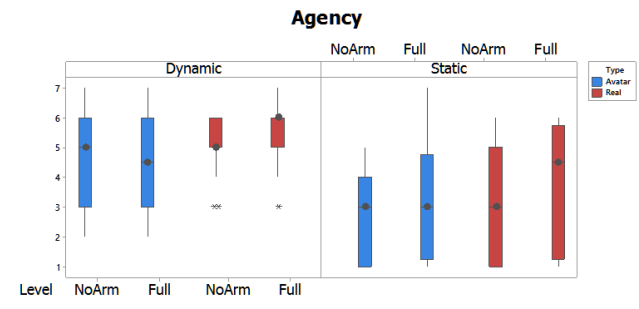 Agency
NoArm Full NoArm Full
Dynamic Static
Type
Avatar
Real
7
6
5
4
3
2
1
Level NoArm Full NoArm Full